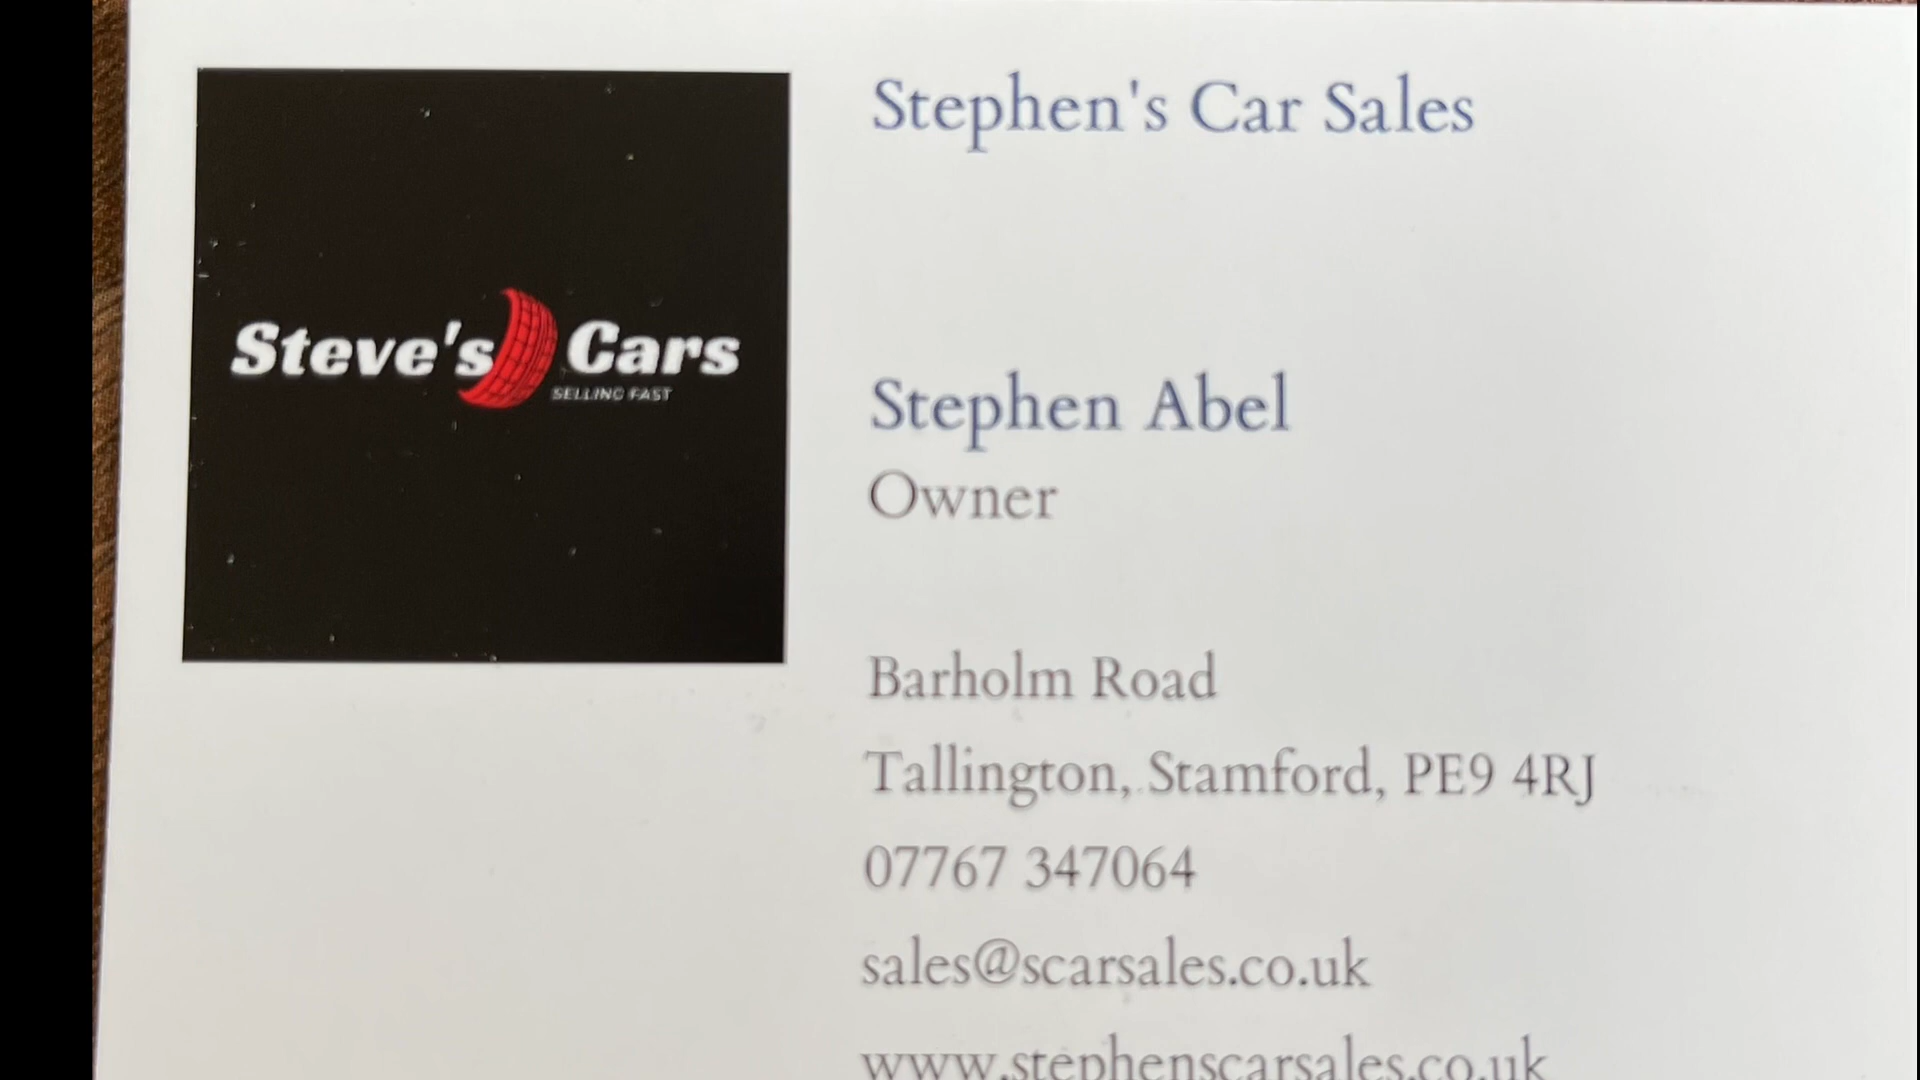 Steve's Cars
SELLING FAST
Stephen's Car Sales
Stephen Abel
Owner
Barholm Road
Tallington, Stamford, PE9 4RJ
07767 347064
sales@scarsales.co.uk
www.stephenscarsales.co.uk